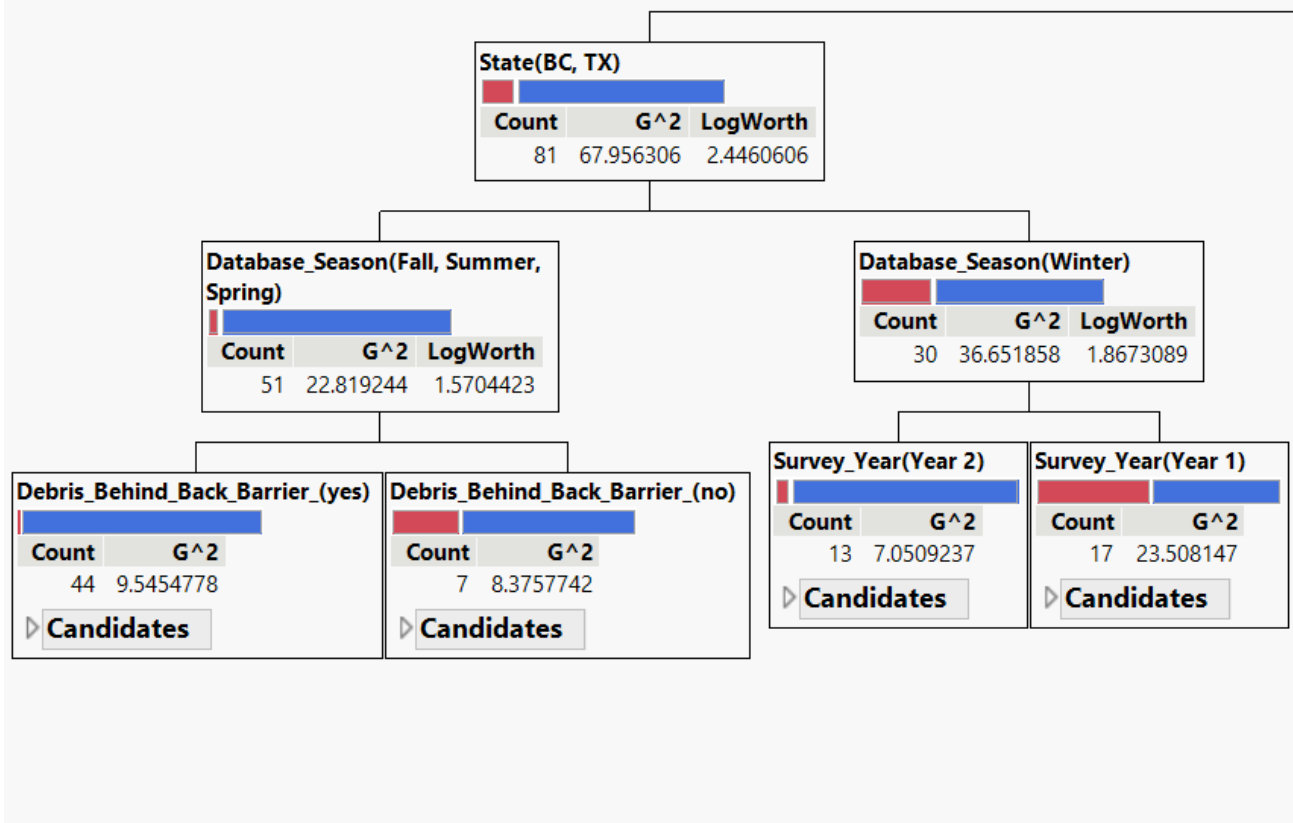 State(BC, TX)
Count G^2 LogWorth
81 67.956306 2.4460606
Database_Season(Fall, Summer,
Spring)
Count G^2 LogWorth
51 22.819244 1.5704423
Database_Season(Winter)
Count G^2 LogWorth
30 36.651858 1.8673089
Debris_Behind_Back_Barrier_(yes)
Count G^2
44 9.5454778
Candidates
Debris_Behind_Back_Barrier_(no)
Count G^2
7 8.3757742
Candidates
Survey_Year(Year 2)
Count G^2
13 7.0509237
Candidates
Survey_Year(Year 1)
Count G^2
17 23.508147
Candidates